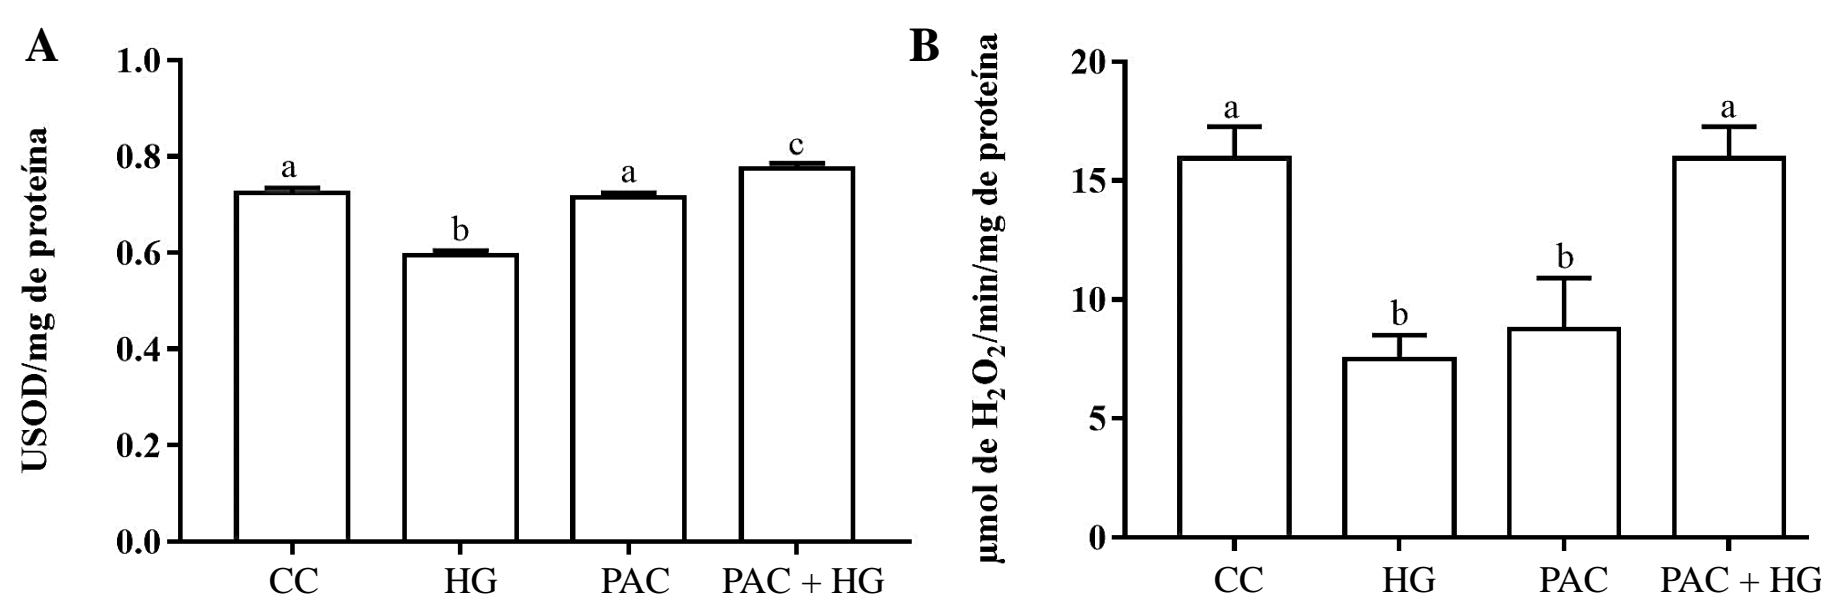 A
USOD/mg de proteína
1.0
0.8
0.6
0.4
0.2
0.0
a
b
a
c
CC
HG
PAC
PAC + HG
B
µmol de H₂O₂/min/mg de proteína
20
15
10
5
0
a
b
b
a
CC
HG
PAC
PAC + HG